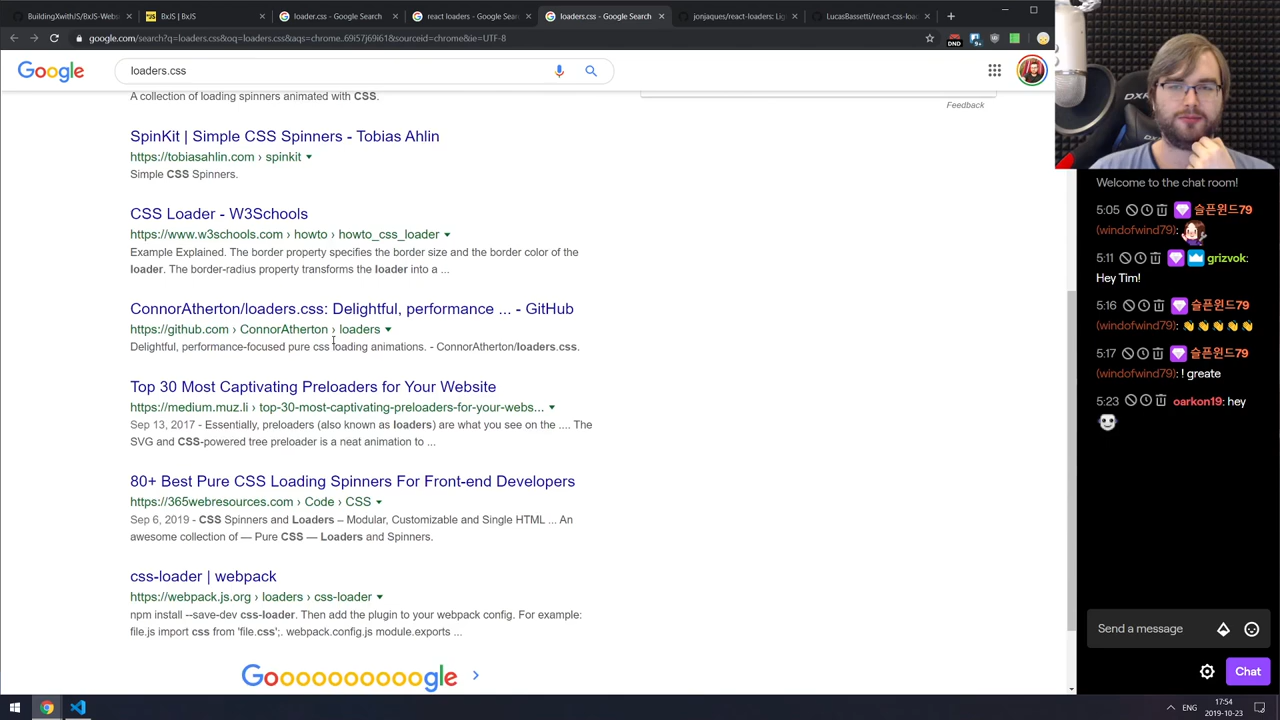 BuildingXwithJS/BxJS-Webs
BxJS | BxJS
loader.css - Google Search
react loaders - Google Search
loaders.css - Google Search
jonjaques/react-loaders: Lig
LucasBassetti/react-css-loa
google.com/search?q=loaders.css&oq=loaders.css&aqs=chrome..69i57j69i61&sourceid=chrome&ie=UTF-8
DND
Google
loaders.css
A collection of loading spinners animated with CSS.
Feedback
SpinKit | Simple CSS Spinners - Tobias Ahlin
https://tobiasahlin.com › spinkit
Simple CSS Spinners.
CSS Loader - W3Schools
https://www.w3schools.com › howto › howto_css_loader
Example Explained. The border property specifies the border size and the border color of the
loader. The border-radius property transforms the loader into a ...
ConnorAtherton/loaders.css: Delightful, performance ... - GitHub
https://github.com › ConnorAtherton › loaders
Delightful, performance-focused pure css loading animations. - ConnorAtherton/loaders.css.
Top 30 Most Captivating Preloaders for Your Website
https://medium.muz.li › top-30-most-captivating-preloaders-for-your-webs...
Sep 13, 2017 - Essentially, preloaders (also known as loaders) are what you see on the .... The
SVG and CSS-powered tree preloader is a neat animation to ...
80+ Best Pure CSS Loading Spinners For Front-end Developers
https://365webresources.com › Code › CSS
Sep 6, 2019 - CSS Spinners and Loaders – Modular, Customizable and Single HTML ... An
awesome collection of — Pure CSS — Loaders and Spinners.
css-loader | webpack
https://webpack.js.org › loaders › css-loader
npm install --save-dev css-loader. Then add the plugin to your webpack config. For example:
file.js import css from 'file.css';. webpack.config.js module.exports ...
Goooooooooogle
DXR
Welcome to the chat room!
5:05 슬픈윈드79
(windofwind79):
5:11 grizvok:
Hey Tim!
5:16 슬픈윈드79
(windofwind79): 👏👏👏👏👏
5:17 슬픈윈드79
(windofwind79): ! greate
5:23 oarkon19: hey
Send a message
Chat
ENG
17:54
2019-10-23